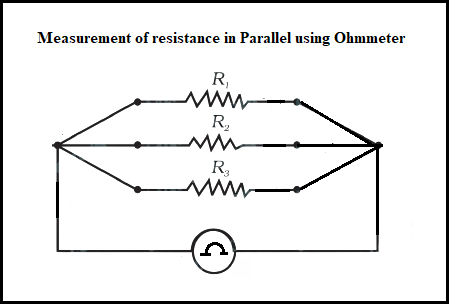 Measurement of resistance in Parallel using Ohmmeter
R₁
R₂
R₃
Ω